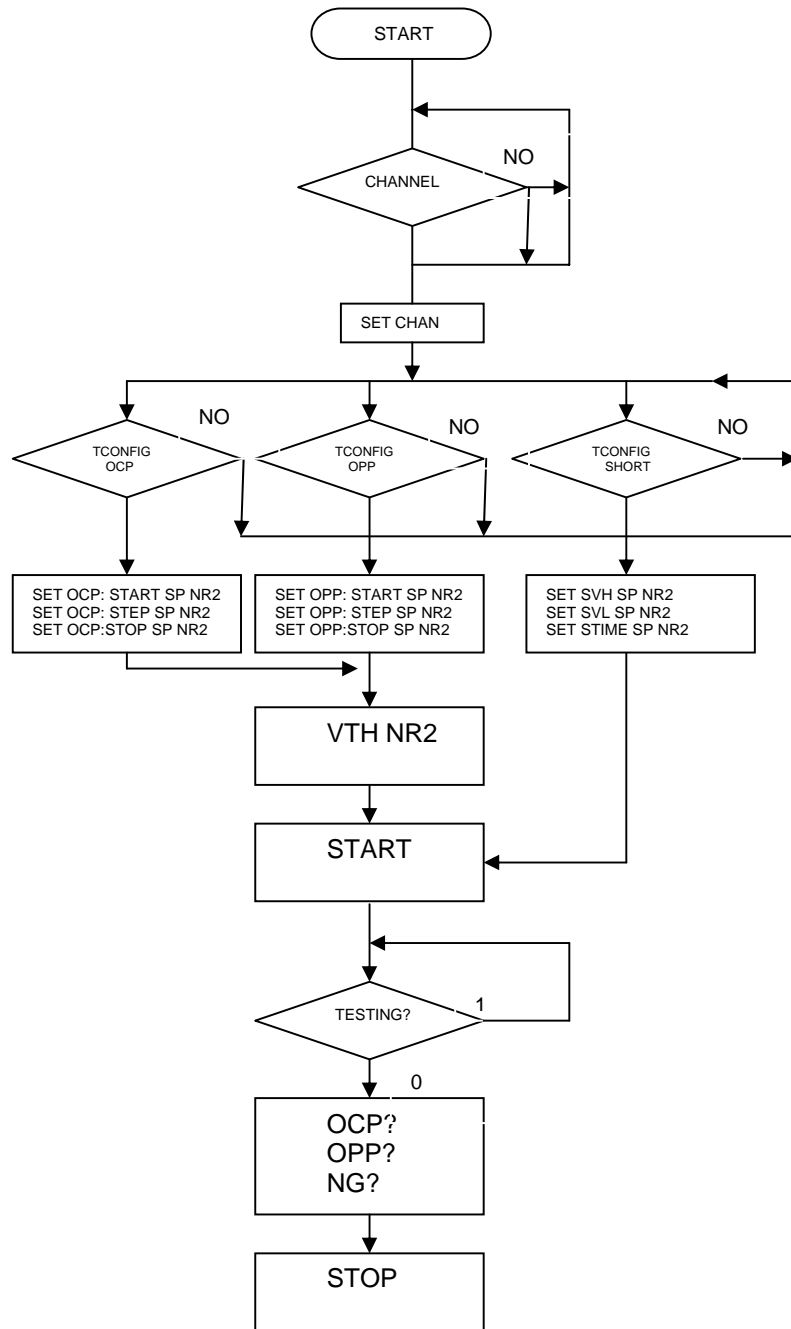 START
NO
CHANNEL
SET CHAN
NO
NO
NO
TCONFIG
OCP
TCONFIG
OPP
TCONFIG
SHORT
SET OCP: START SP NR2
SET OCP: STEP SP NR2
SET OCP:STOP SP NR2
SET OPP: START SP NR2
SET OPP: STEP SP NR2
SET OPP:STOP SP NR2
SET SVH SP NR2
SET SVL SP NR2
SET STIME SP NR2
VTH NR2
START
TESTING?
1
0
OCP?
OPP?
NG?
STOP